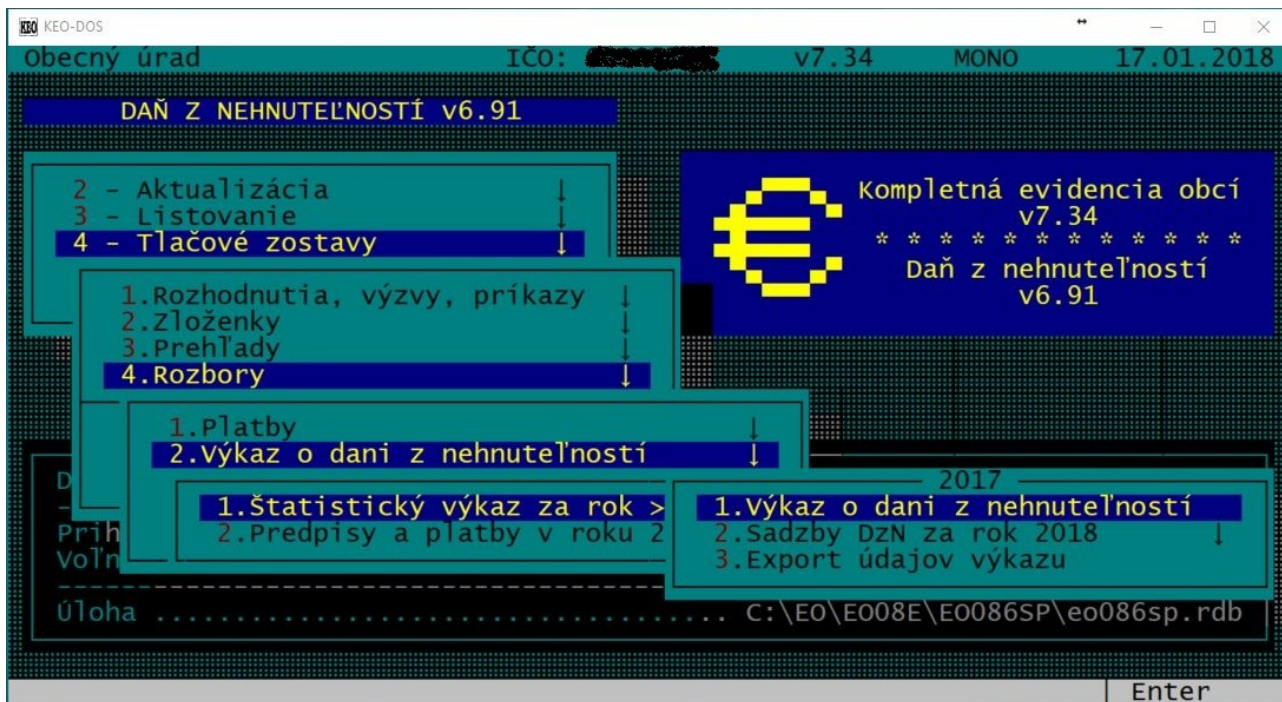 KEO KEO-DOS
Obecný úrad IČO: v7.34 MONO 17.01.2018
DAŇ Z NEHNUTEĽNOSTÍ v6.91
2 - Aktualizácia ↓
3 - Listovanie ↓
4 - Tlačové zostavy ↓
1.Rozhodnutia, výzvy, príkazy ↓
2.Zloženky ↓
3.Prehľady ↓
4.Rozbory ↓
1.Platby ↓
2.Výkaz o dani z nehnuteľností ↓
1.Štatistický výkaz za rok >
2.Predpisy a platby v roku 2
2017
1.Výkaz o dani z nehnuteľností
2.Sadzby DzN za rok 2018 ↓
3.Export údajov výkazu
Kompletná evidencia obcí
v7.34
* * * * * * * * * * * *
Daň z nehnuteľností
v6.91
D
Prih
Voľn
Úloha .................................... C:\EO\EO08E\EO086SP\eo086sp.rdb
Enter